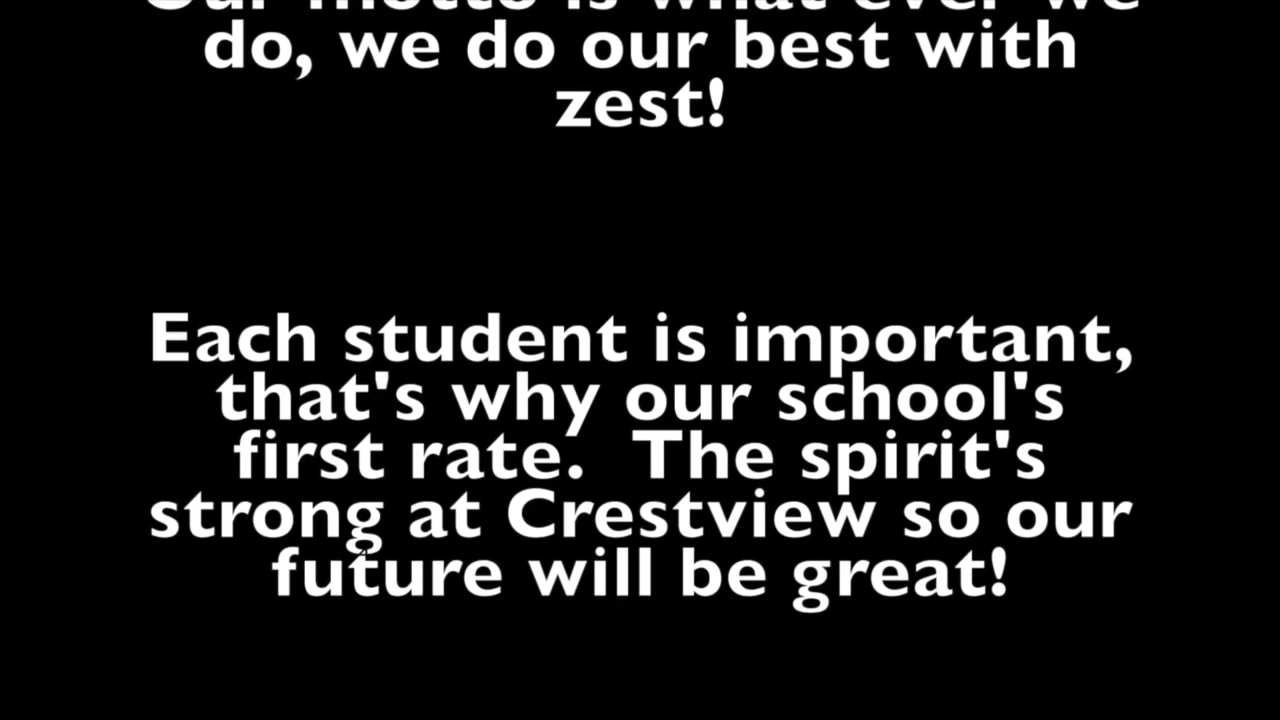 Our motto is what ever we
do, we do our best with
zest!
Each student is important,
that's why our school's
first rate.  The spirit's
strong at Crestview so our
future will be great!